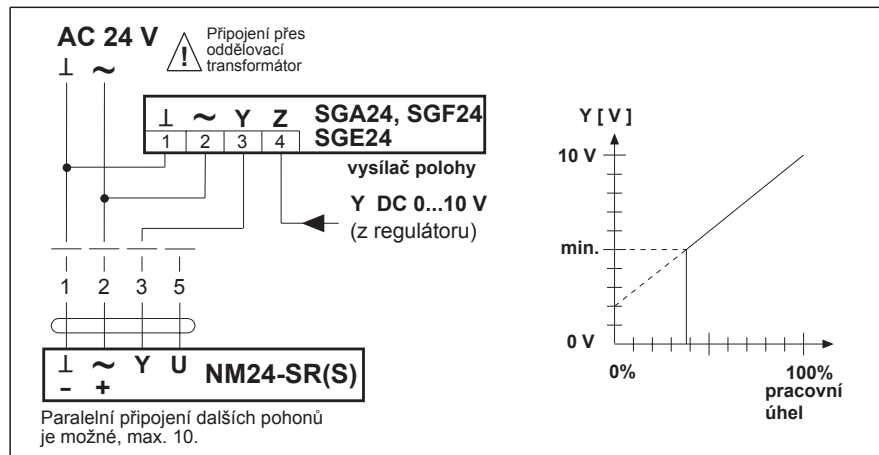 AC 24 V
⊥ ~
!
Připojení přes
oddělovací
transformátor
⊥ ~ Y Z
1 2 3 4
SGA24, SGF24
SGE24
vysílač polohy
Y DC 0...10 V
(z regulátoru)
1 2 3 5
⊥ ~ Y U
- +
NM24-SR(S)
Paralelní připojení dalších pohonů
je možné, max. 10.
Y [ V ]
10 V
min.
0 V
0% 100%
pracovní
úhel